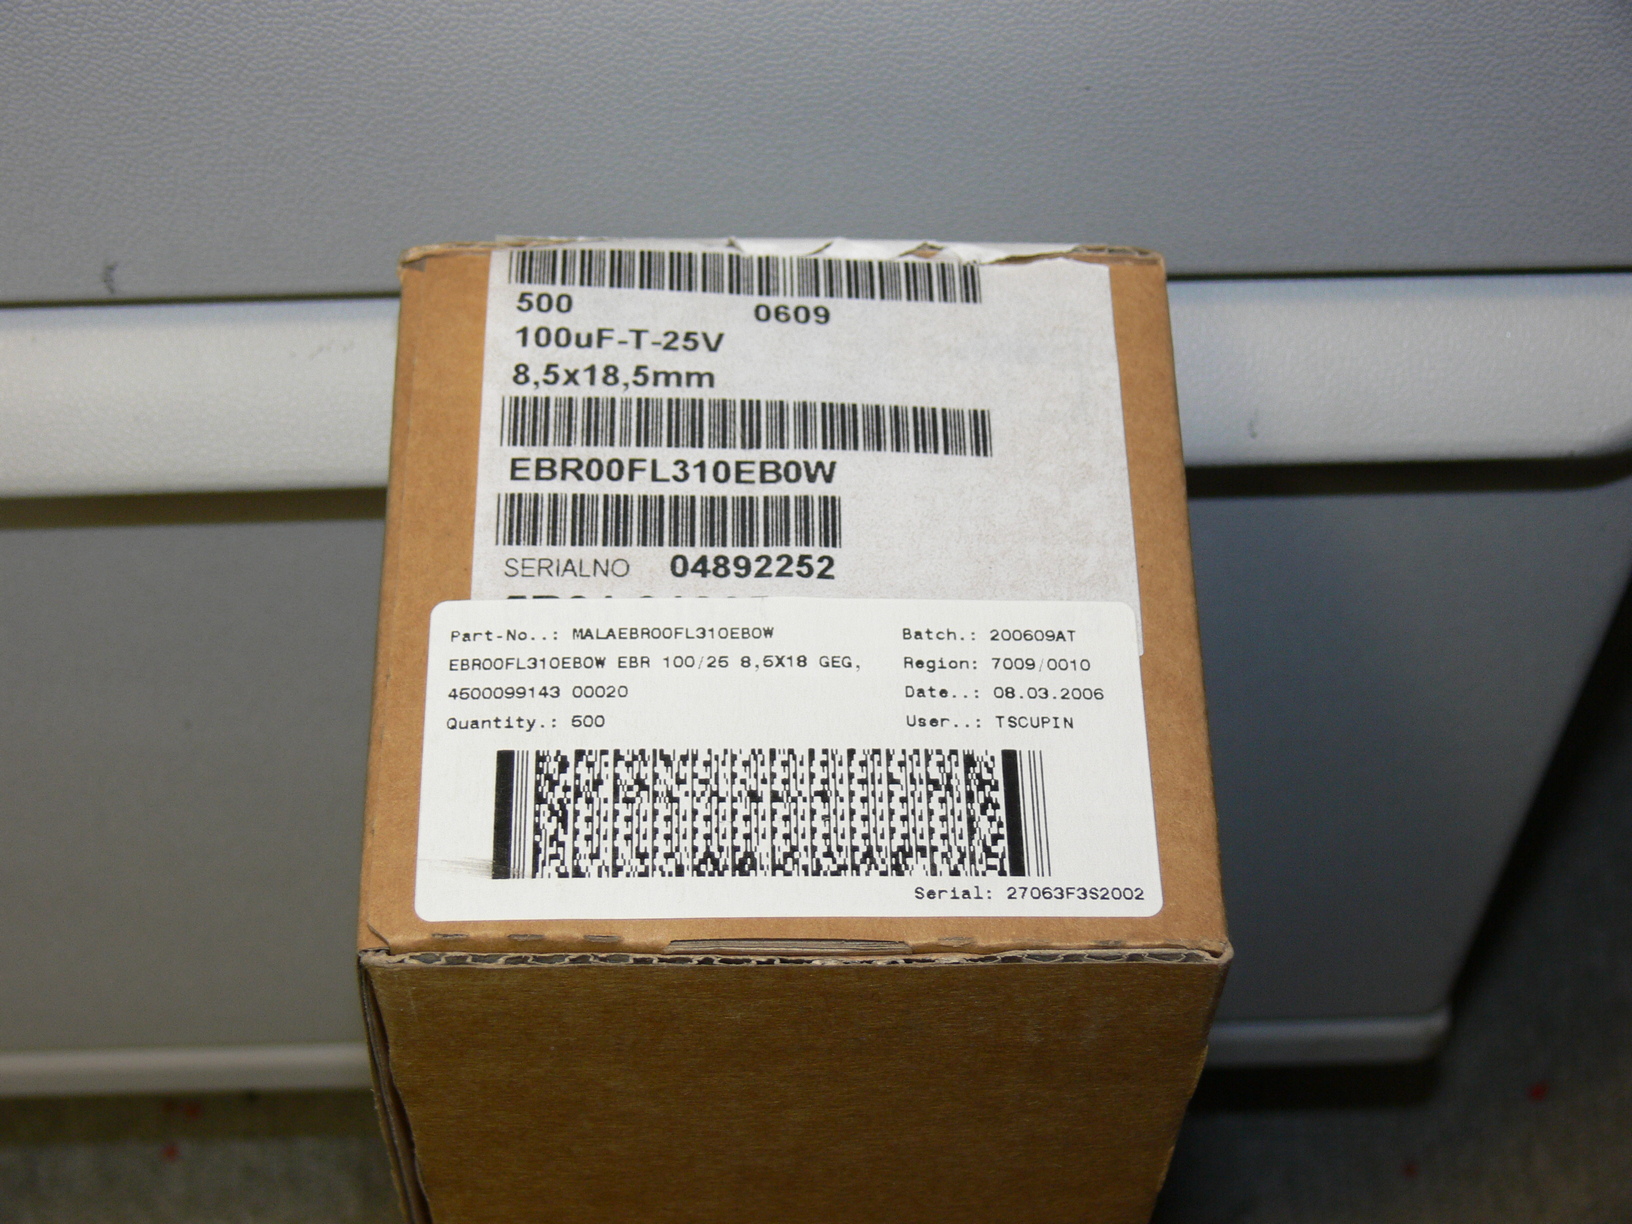 500 0609
100uF-T-25V
8,5x18,5mm
EBR00FL310EB0W
SERIALNO 04892252
Part-No..: MALAEBR00FL310EB0W Batch.: 200609AT
EBR00FL310EB0W EBR 100/25 8,5X18 GEG, Region: 7009/0010
4500099143 00020 Date..: 08.03.2006
Quantity.: 500 User..: TSCUPIN
Serial: 27063F3S2002